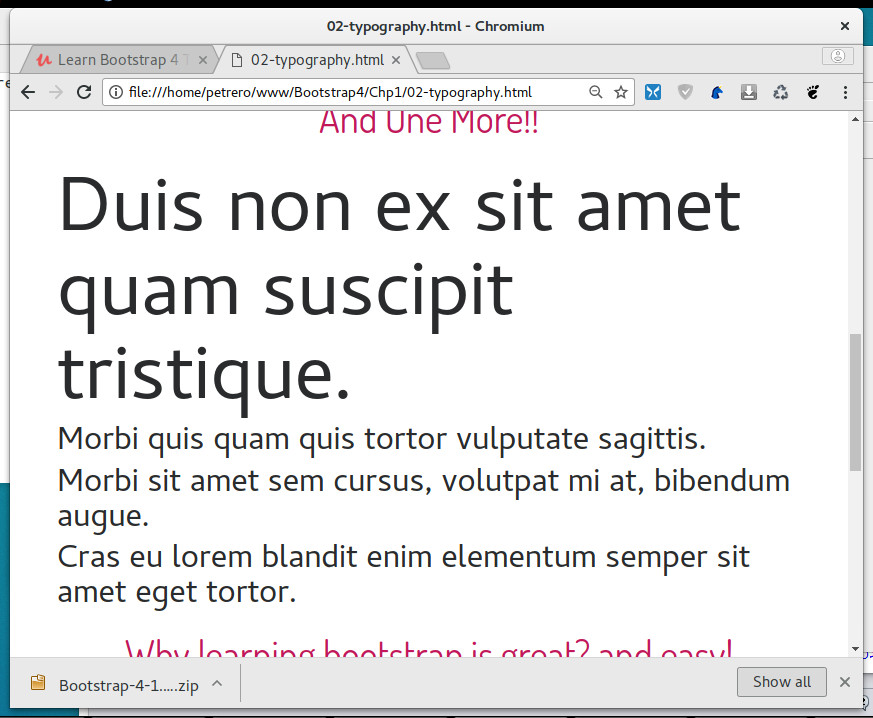 02-typography.html - Chromium
Learn Bootstrap 4 T
02-typography.html
file:///home/petrero/www/Bootstrap4/Chp1/02-typography.html
And One More!!
Duis non ex sit amet
quam suscipit
tristique.
Morbi quis quam quis tortor vulputate sagittis.
Morbi sit amet sem cursus, volutpat mi at, bibendum
augue.
Cras eu lorem blandit enim elementum semper sit
amet eget tortor.
Why learning bootstrap is great? and easy!
Bootstrap-4-1.....zip
Show all